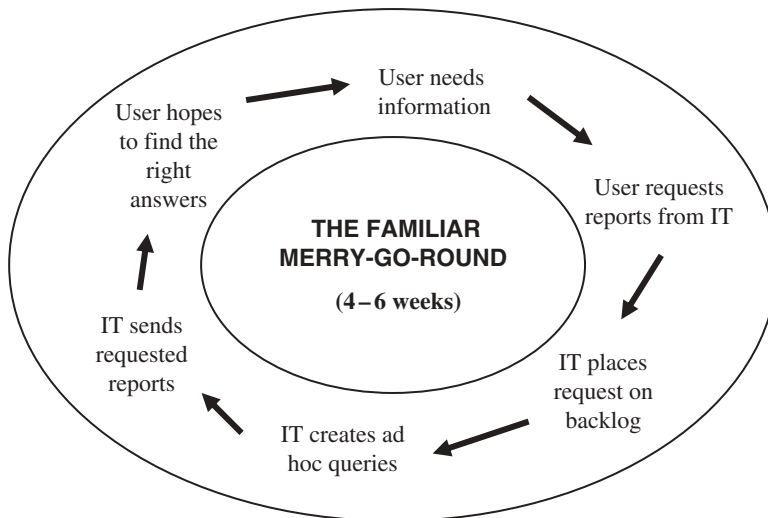 User needs
information
User requests
reports from IT
IT places
request on
backlog
IT creates ad
hoc queries
IT sends
requested
reports
User hopes
to find the
right
answers
THE FAMILIAR
MERRY-GO-ROUND
(4–6 weeks)